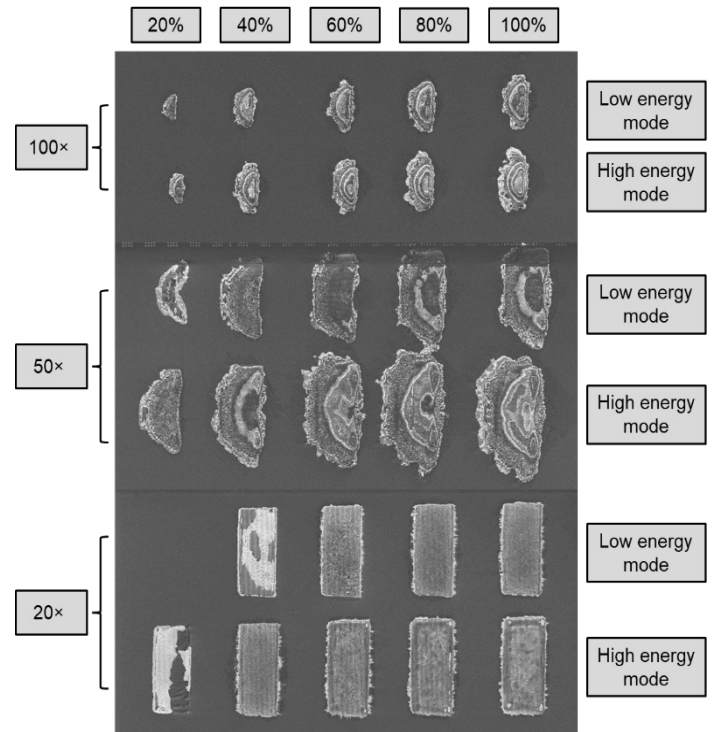 20% 40% 60% 80% 100%
Low energy
mode
100×
High energy
mode
Low energy
mode
50×
High energy
mode
Low energy
mode
20×
High energy
mode